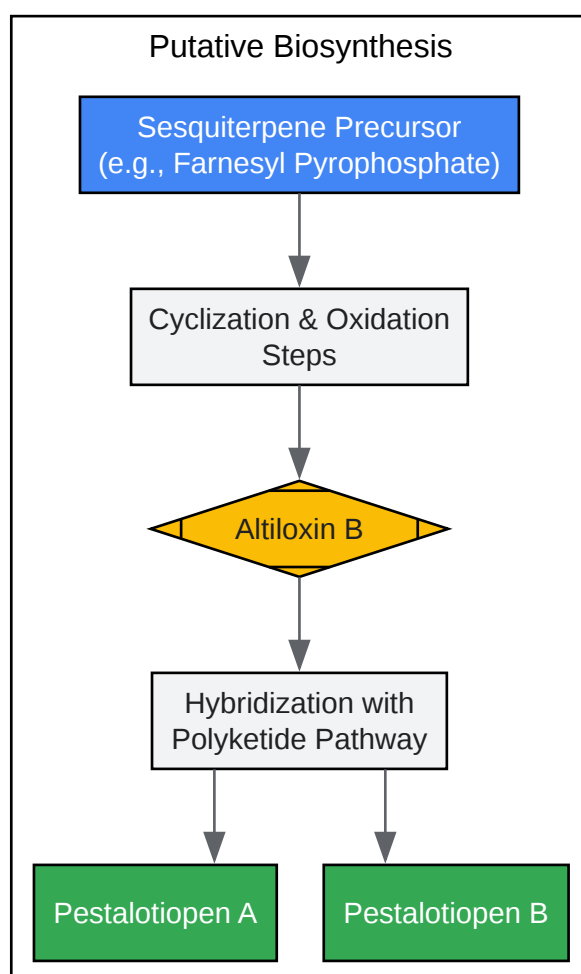 Putative Biosynthesis
Sesquiterpene Precursor
(e.g., Farnesyl Pyrophosphate)
Cyclization & Oxidation
Steps
Altiloxin B
Hybridization with
Polyketide Pathway
Pestalotiopen A
Pestalotiopen B